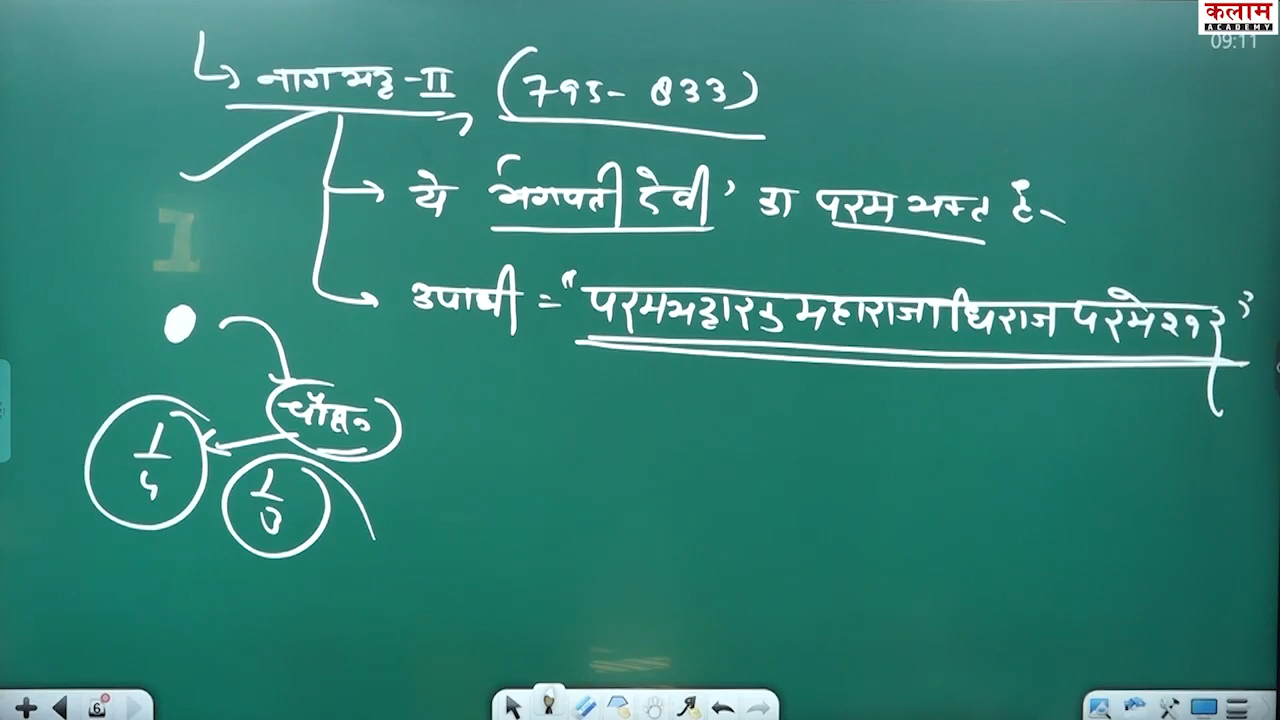 कलाम
ACADEMY
09:11
नागभट्ट-II (795-833)
ये भगवती देवी' का परम भक्त है
उपाधी = "परमभट्टारक महाराजाधिराज परमेश्वर'
चौहान
1
5
1
8
6